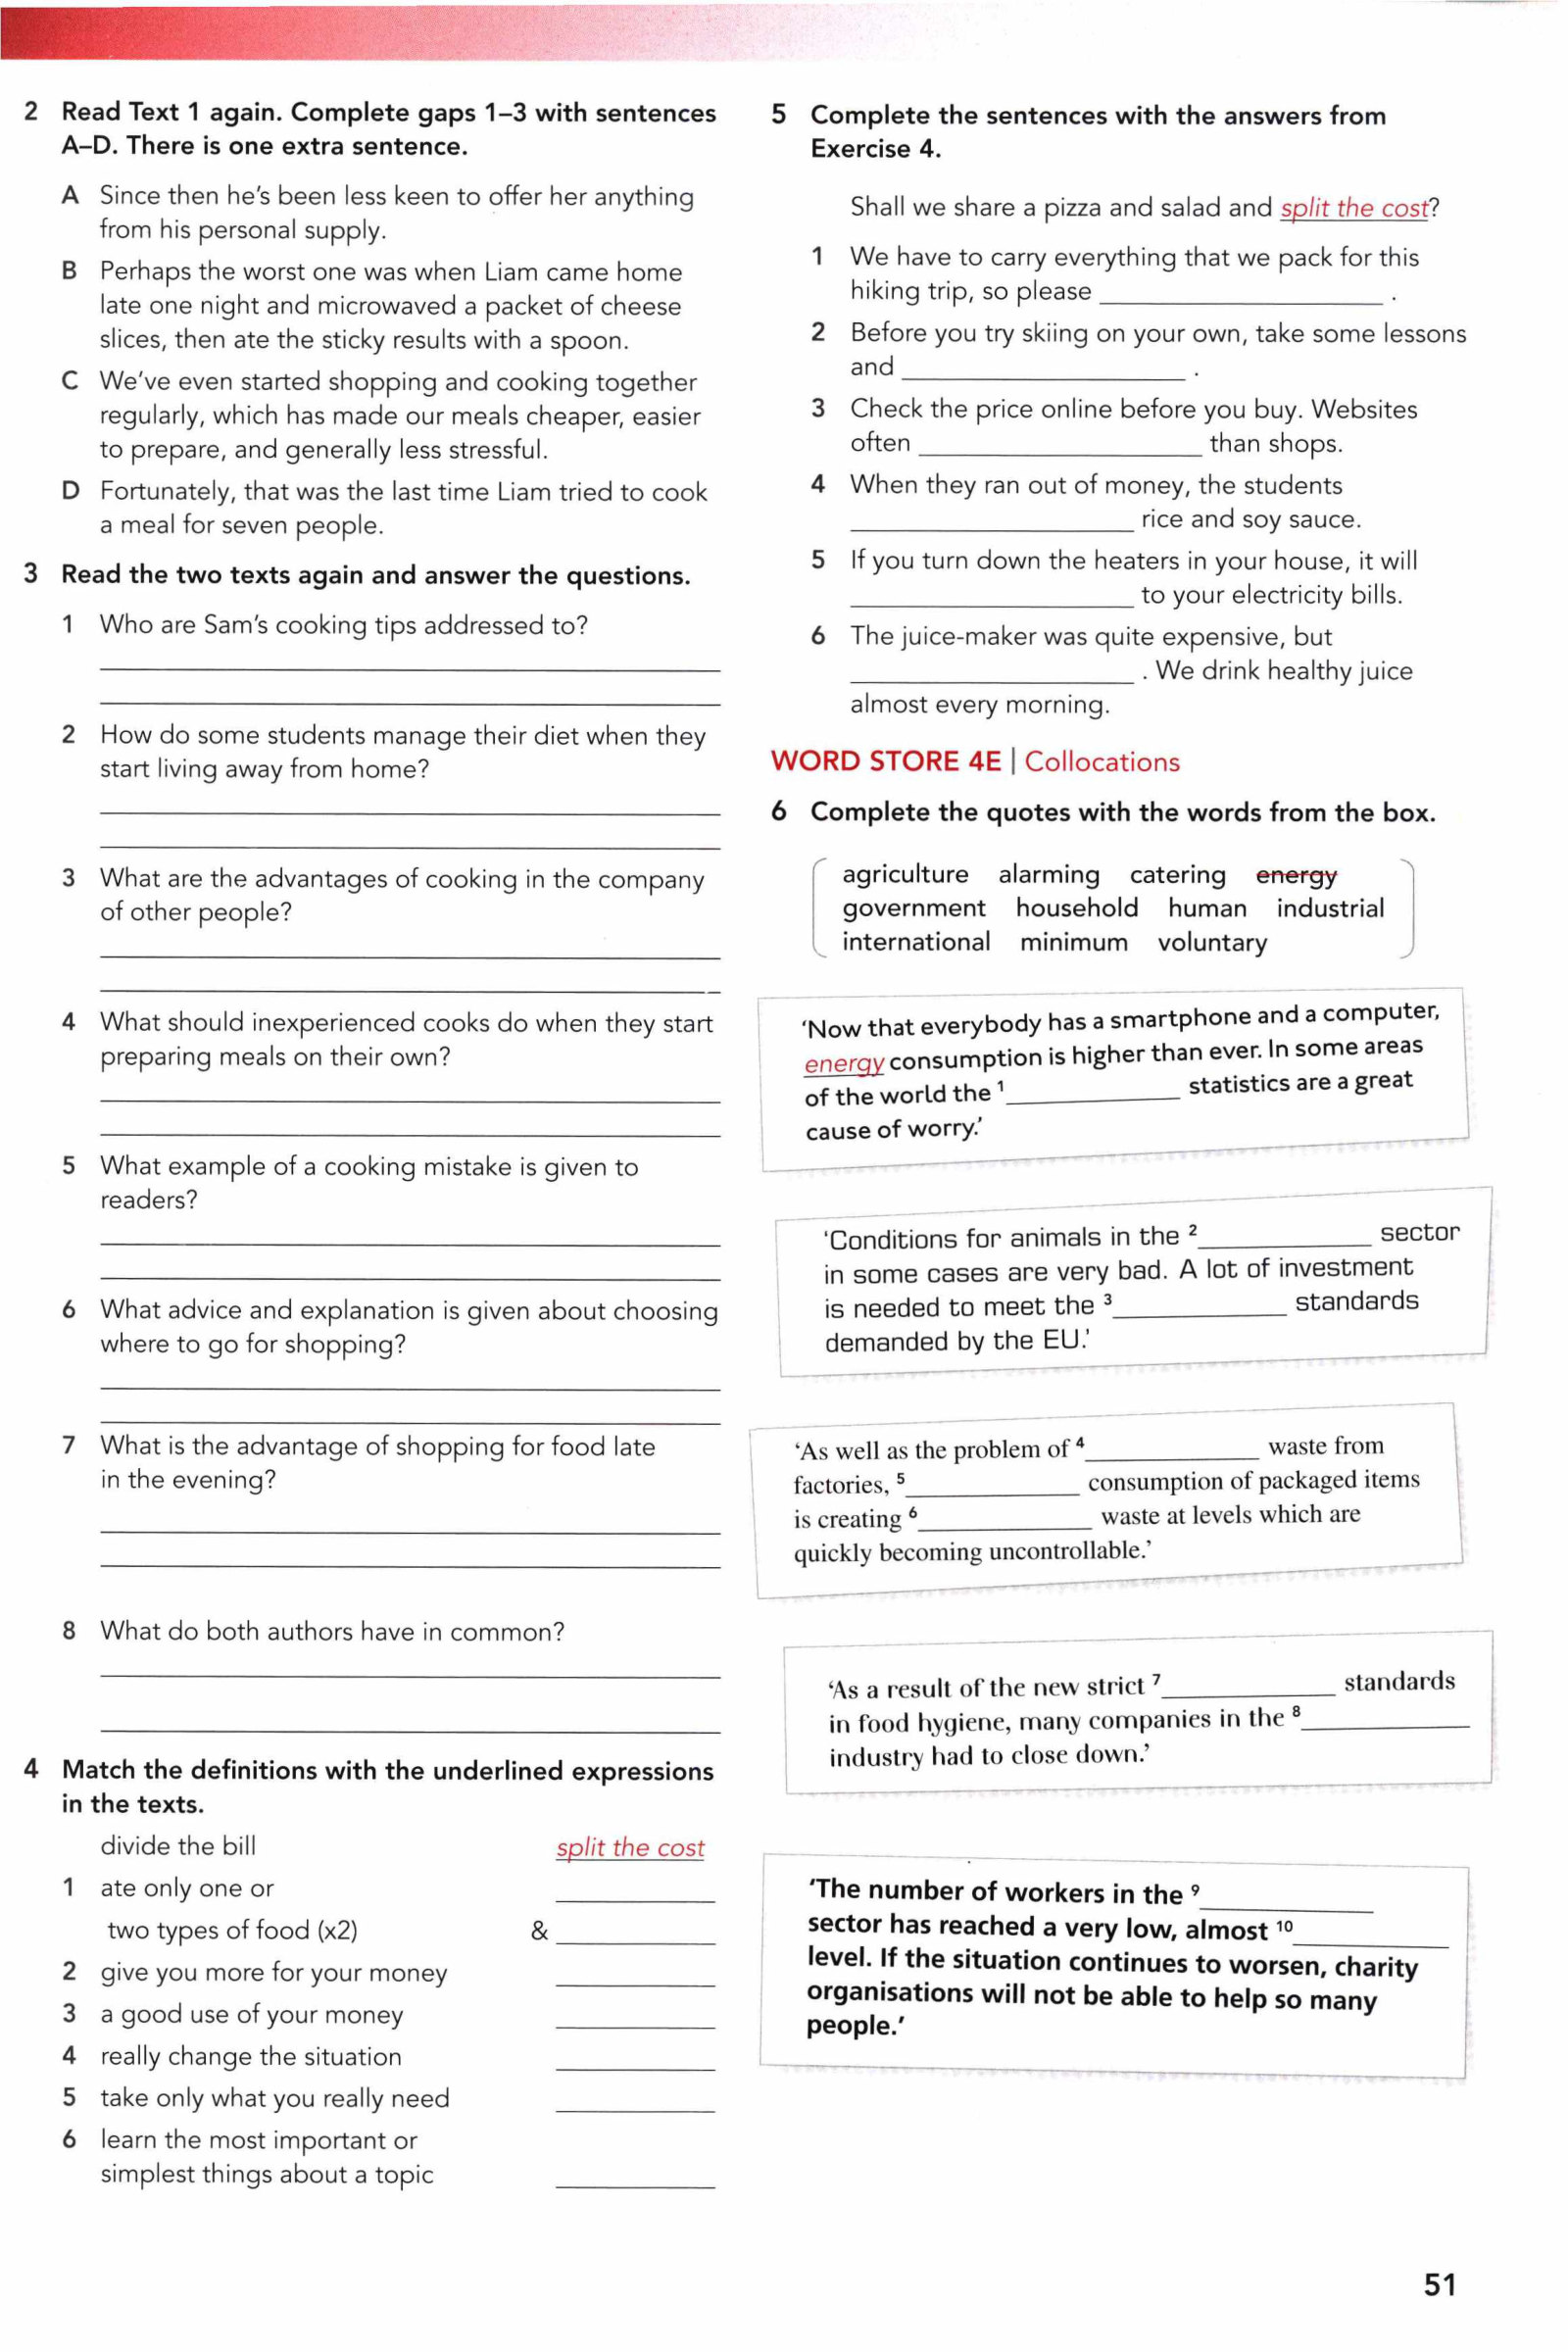 2 Read Text 1 again. Complete gaps 1–3 with sentences
A–D. There is one extra sentence.
A Since then he's been less keen to offer her anything
from his personal supply.
B Perhaps the worst one was when Liam came home
late one night and microwaved a packet of cheese
slices, then ate the sticky results with a spoon.
C We've even started shopping and cooking together
regularly, which has made our meals cheaper, easier
to prepare, and generally less stressful.
D Fortunately, that was the last time Liam tried to cook
a meal for seven people.
3 Read the two texts again and answer the questions.
1 Who are Sam's cooking tips addressed to?
2 How do some students manage their diet when they
start living away from home?
3 What are the advantages of cooking in the company
of other people?
4 What should inexperienced cooks do when they start
preparing meals on their own?
5 What example of a cooking mistake is given to
readers?
6 What advice and explanation is given about choosing
where to go for shopping?
7 What is the advantage of shopping for food late
in the evening?
8 What do both authors have in common?
4 Match the definitions with the underlined expressions
in the texts.
divide the bill split the cost
1 ate only one or
two types of food (x2) &
2 give you more for your money
3 a good use of your money
4 really change the situation
5 take only what you really need
6 learn the most important or
simplest things about a topic
5 Complete the sentences with the answers from
Exercise 4.
Shall we share a pizza and salad and split the cost?
1 We have to carry everything that we pack for this
hiking trip, so please .
2 Before you try skiing on your own, take some lessons
and .
3 Check the price online before you buy. Websites
often than shops.
4 When they ran out of money, the students
rice and soy sauce.
5 If you turn down the heaters in your house, it will
to your electricity bills.
6 The juice-maker was quite expensive, but
. We drink healthy juice
almost every morning.
WORD STORE 4E | Collocations
6 Complete the quotes with the words from the box.
agriculture alarming catering energy
government household human industrial
international minimum voluntary
'Now that everybody has a smartphone and a computer,
energy consumption is higher than ever. In some areas
of the world the 1 statistics are a great
cause of worry.'
'Conditions for animals in the 2 sector
in some cases are very bad. A lot of investment
is needed to meet the 3 standards
demanded by the EU.'
'As well as the problem of 4 waste from
factories, 5 consumption of packaged items
is creating 6 waste at levels which are
quickly becoming uncontrollable.'
'As a result of the new strict 7 standards
in food hygiene, many companies in the 8
industry had to close down.'
'The number of workers in the 9
sector has reached a very low, almost 10
level. If the situation continues to worsen, charity
organisations will not be able to help so many
people.'
51